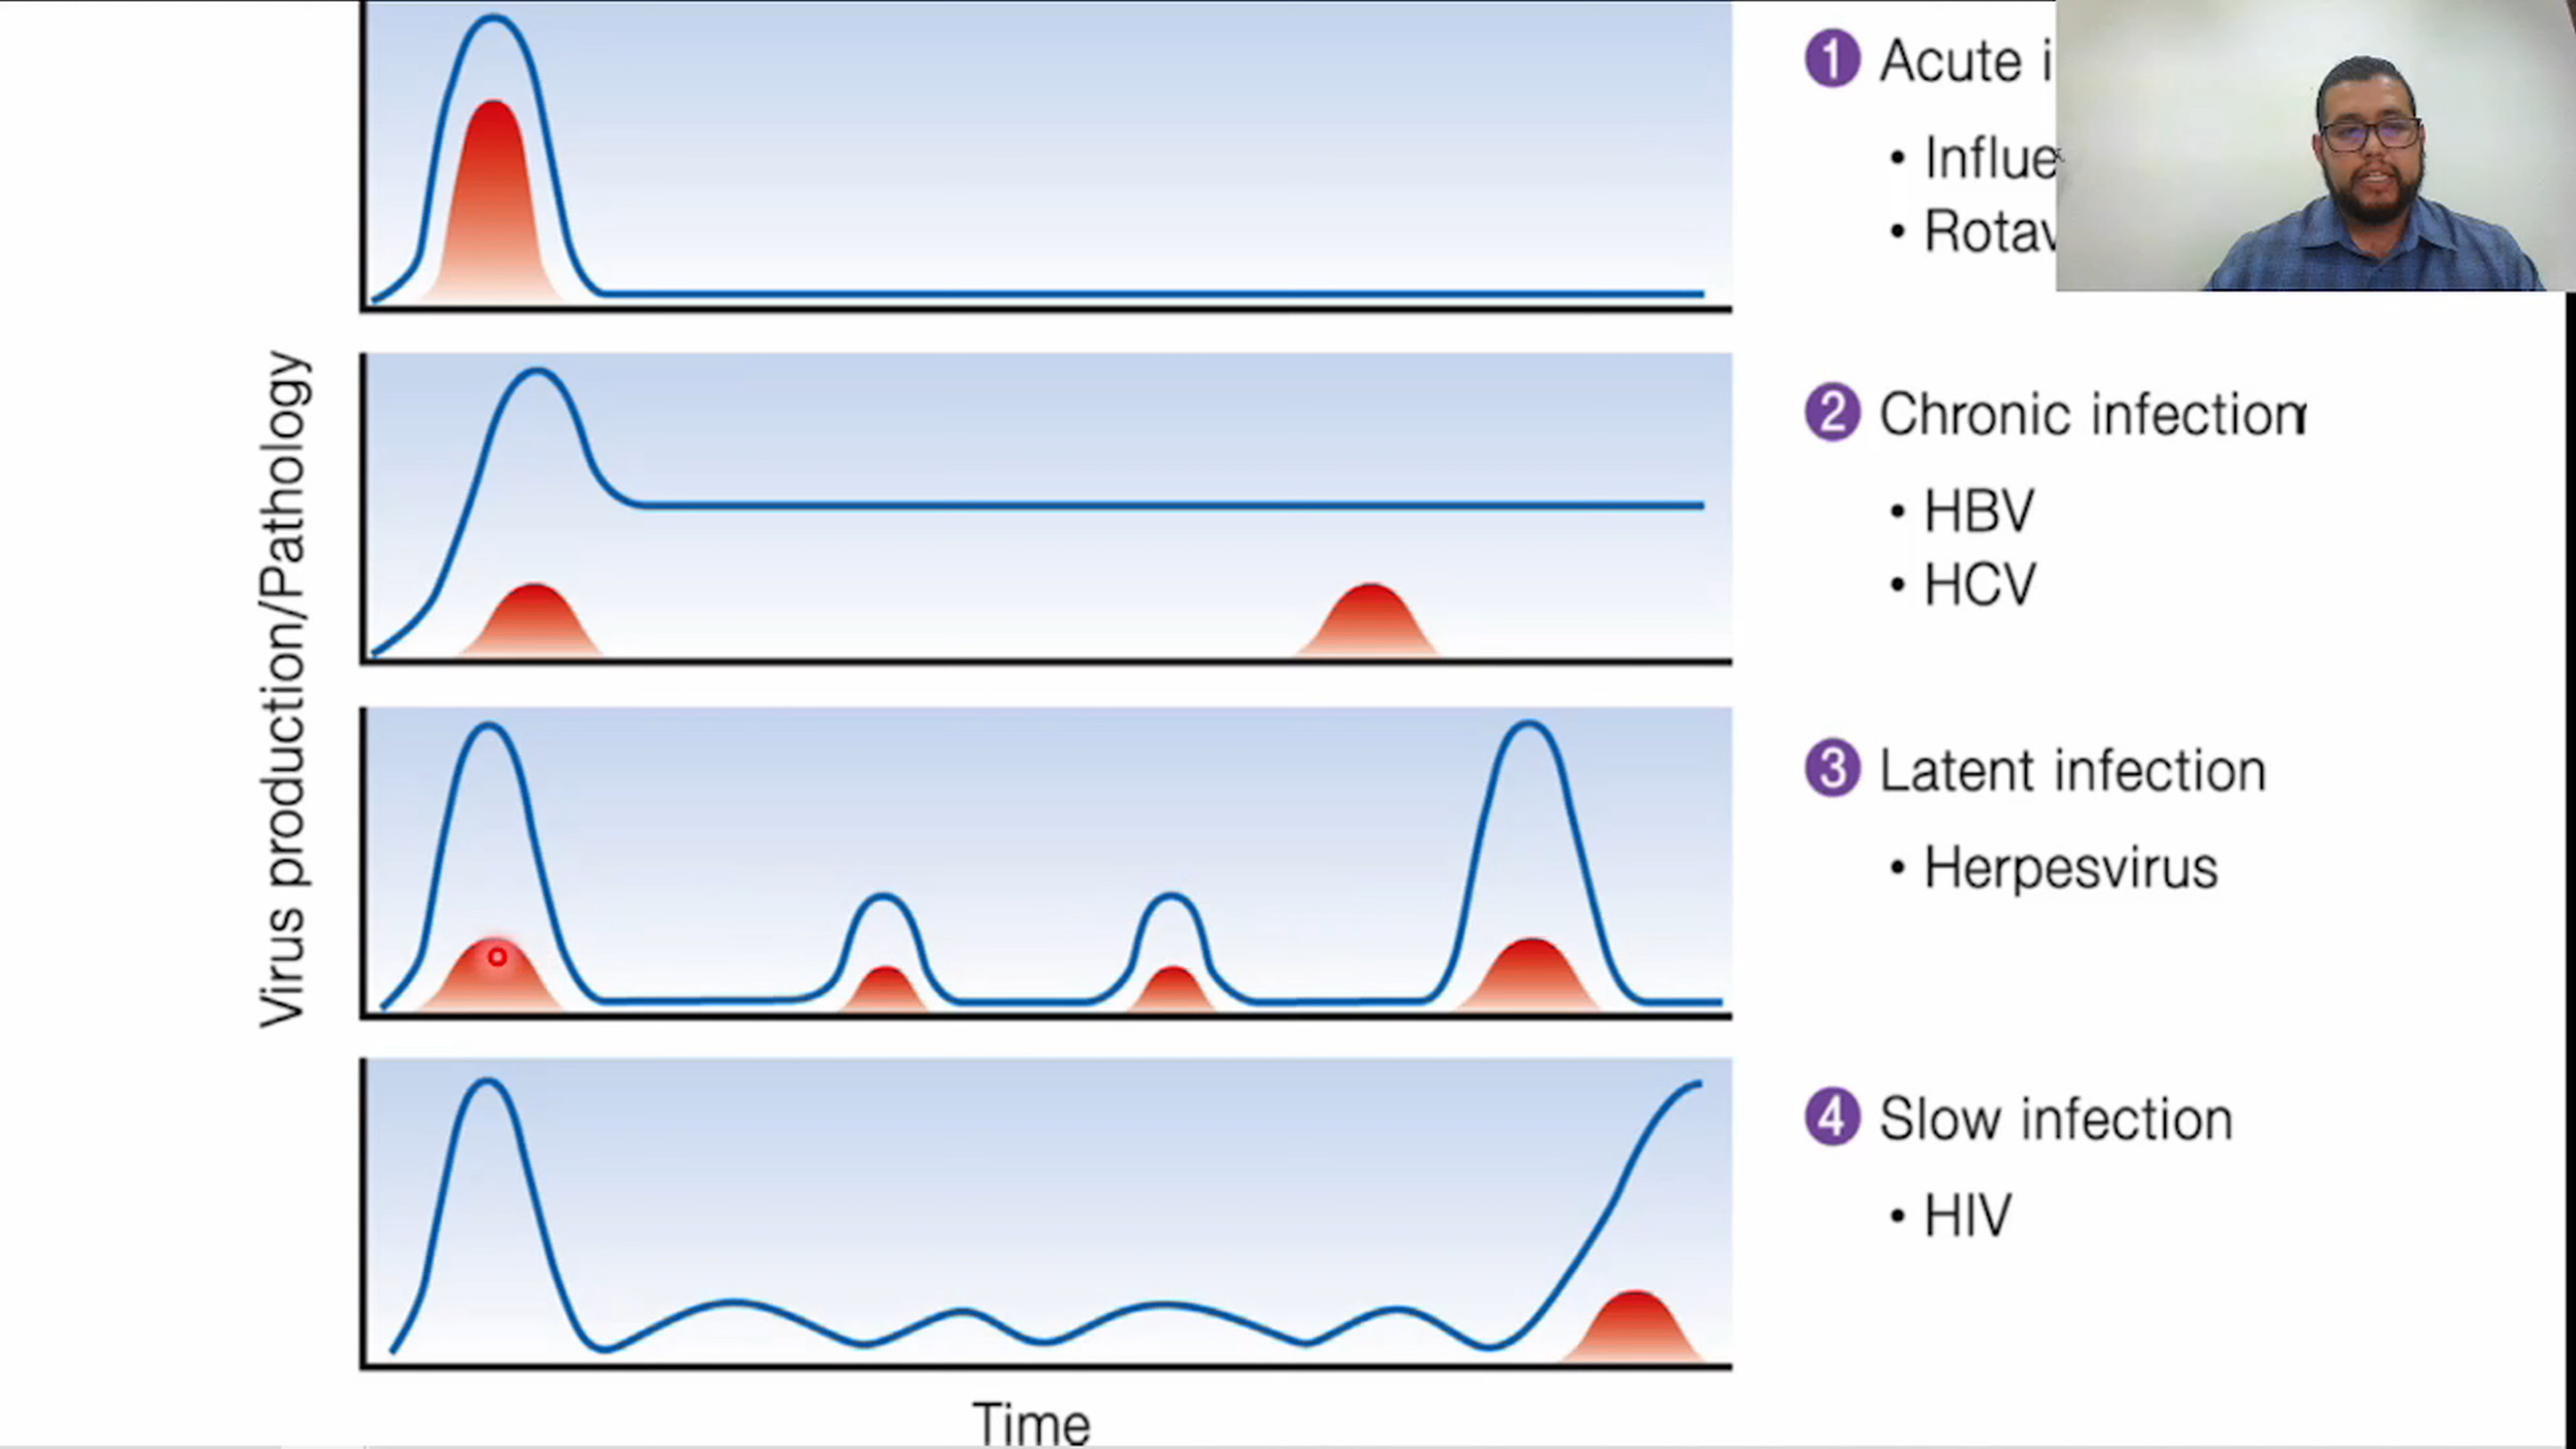 1 Acute i
• Influe
• Rotav
Virus production/Pathology
2 Chronic infection
• HBV
• HCV
3 Latent infection
• Herpesvirus
4 Slow infection
• HIV
Time